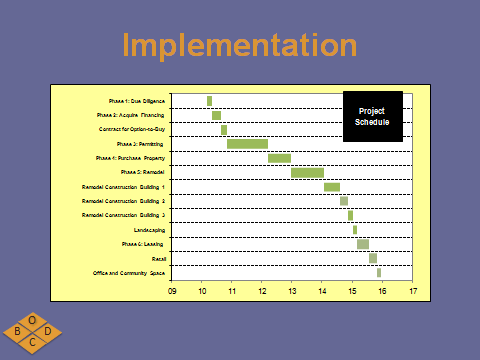 Implementation
Project
Schedule
Phase 1: Due Diligence
Phase 2: Acquire Financing
Contract for Option-to-Buy
Phase 3: Permitting
Phase 4: Purchase Property
Phase 5: Remodel
Remodel Construction Building 1
Remodel Construction Building 2
Remodel Construction Building 3
Landscaping
Phase 6: Leasing
Retail
Office and Community Space
09 10 11 12 13 14 15 16 17
O
B D
C